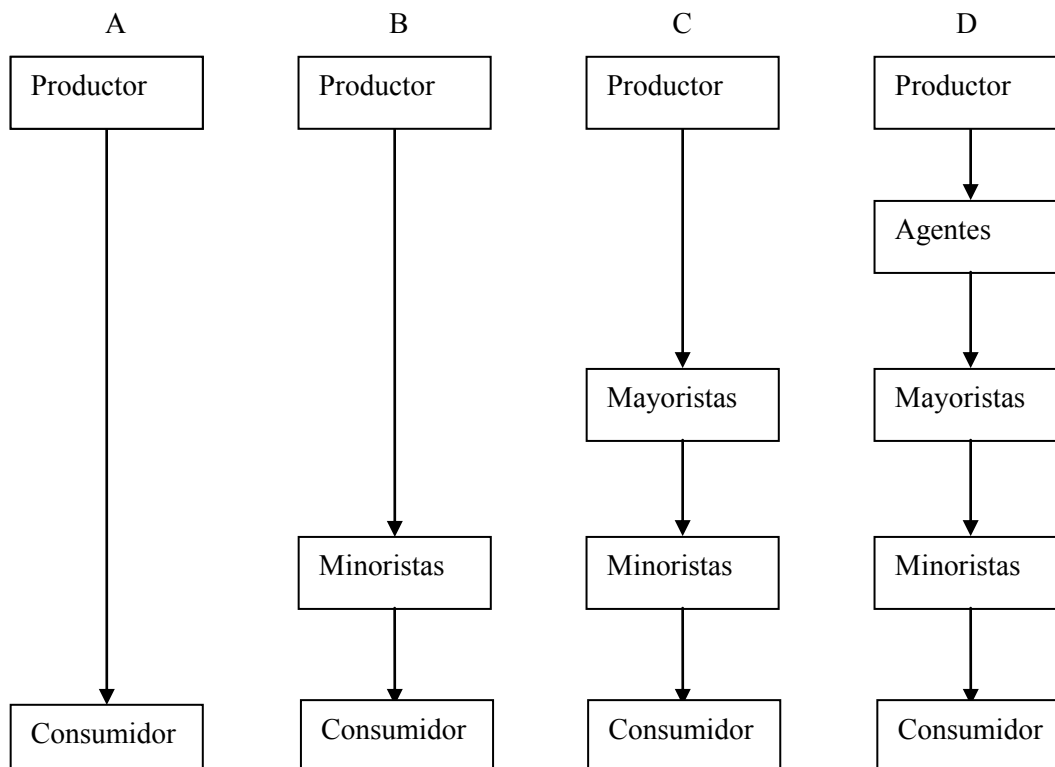 A B C D
Productor Productor Productor Productor
Agentes
Mayoristas Mayoristas
Minoristas Minoristas Minoristas
Consumidor Consumidor Consumidor Consumidor